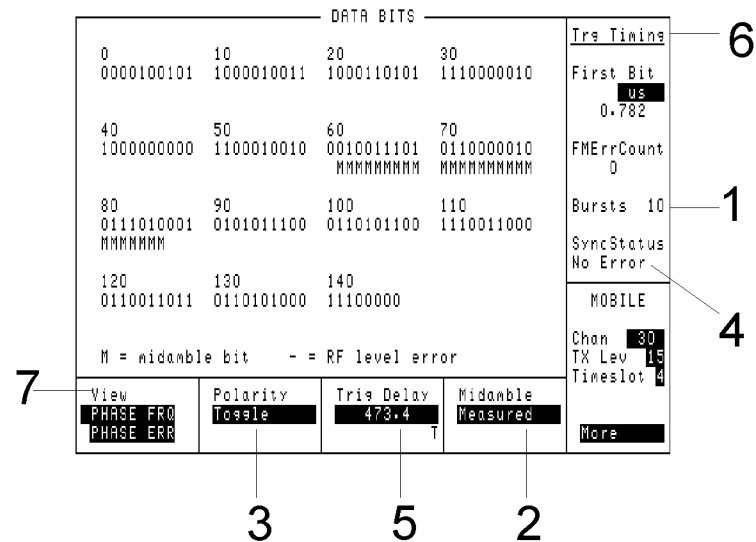 DATA BITS
0 10 20 30
0000100101 1000010011 1000110101 1110000010
40 50 60 70
1000000000 1100010010 0010011101 0110000010
MMMMMMMMM MMMMMMMMMM
80 90 100 110
0111010001 0101011100 0110101100 1110011000
MMMMMMM
120 130 140
0110011011 0110101000 11100000
M = midamble bit - = RF level error
Trg Timing
First Bit
us
0.782
FMErrCount
0
Bursts 10
SyncStatus
No Error
MOBILE
Chan 30
TX Lev 15
Timeslot 4
More
View
PHASE FRQ
PHASE ERR
Polarity
Toggle
Trig Delay
473.4
T
Midamble
Measured
6
1
4
7
3
5
2